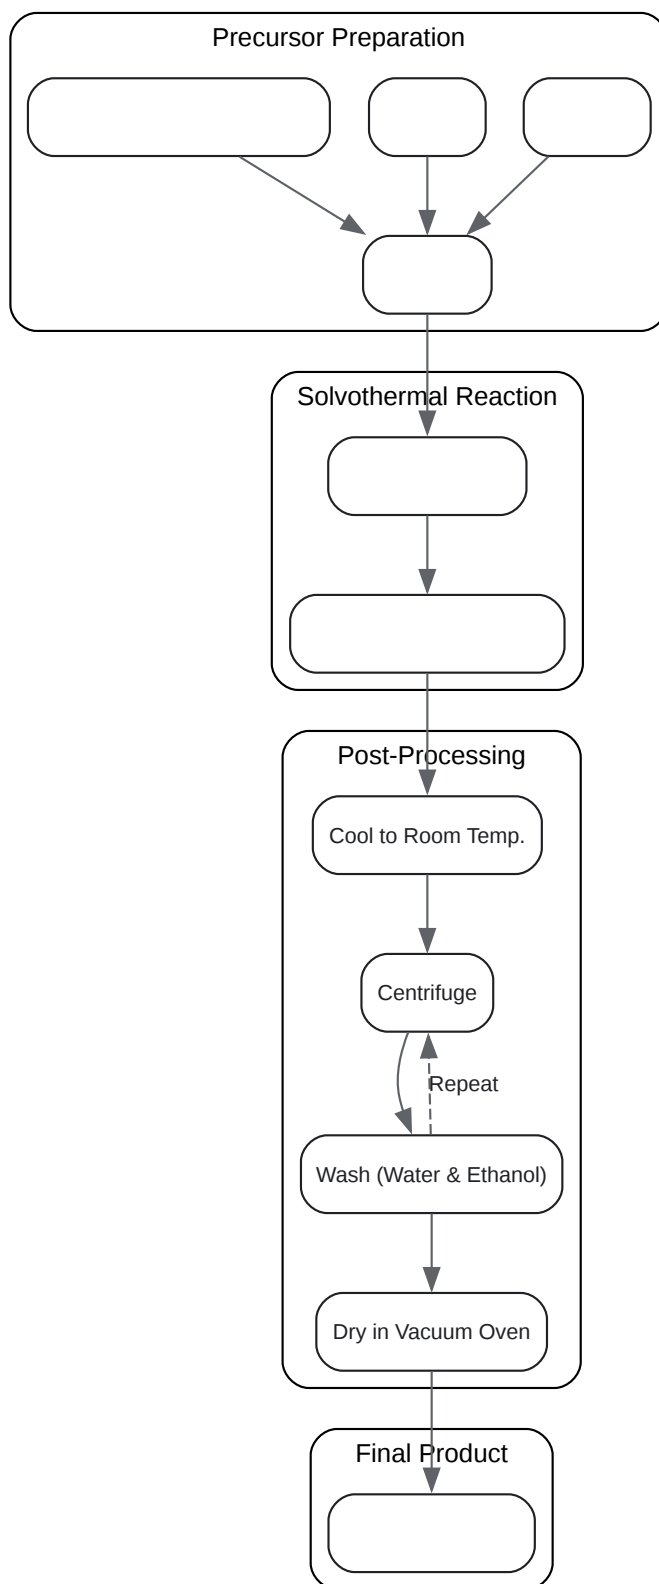 Precursor Preparation
Solvothermal Reaction
Post-Processing
Cool to Room Temp.
Centrifuge
Repeat
Wash (Water & Ethanol)
Dry in Vacuum Oven
Final Product